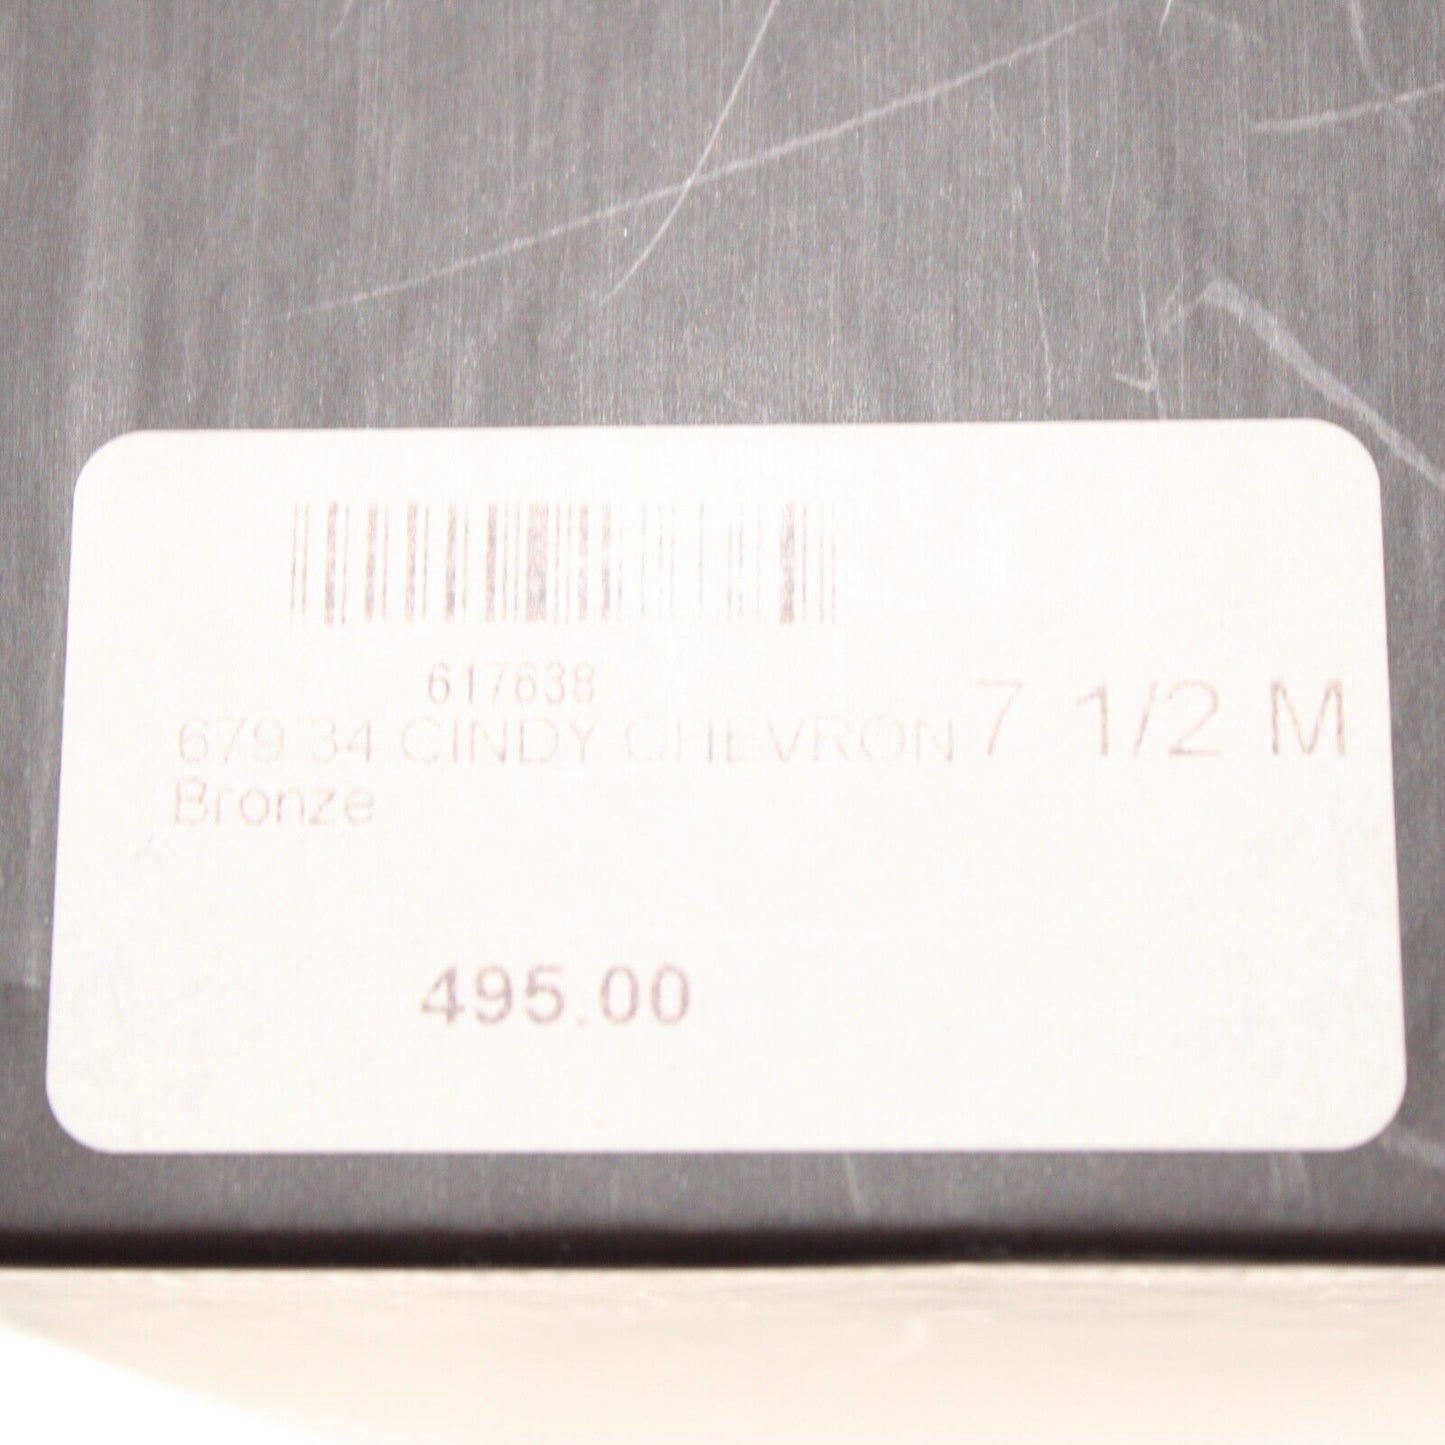 617638
679 34 CINDY CHEVRON 7 1/2 M
Bronze
495.00